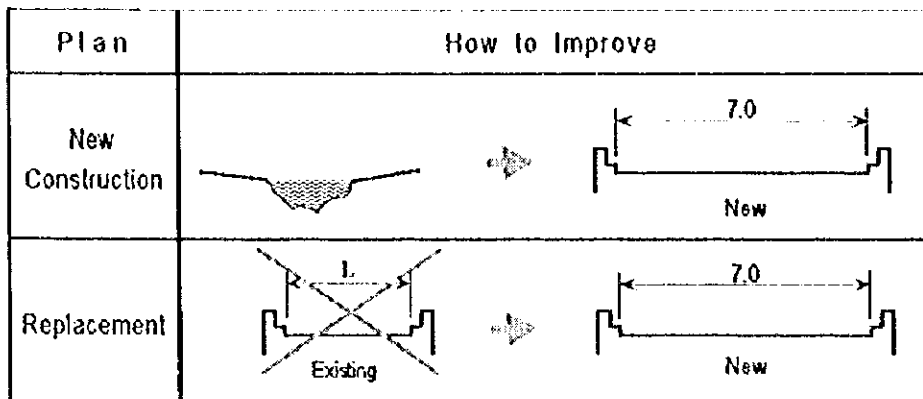 Plan
How to Improve
New
Construction
7.0
New
Replacement
L
Existing
7.0
New